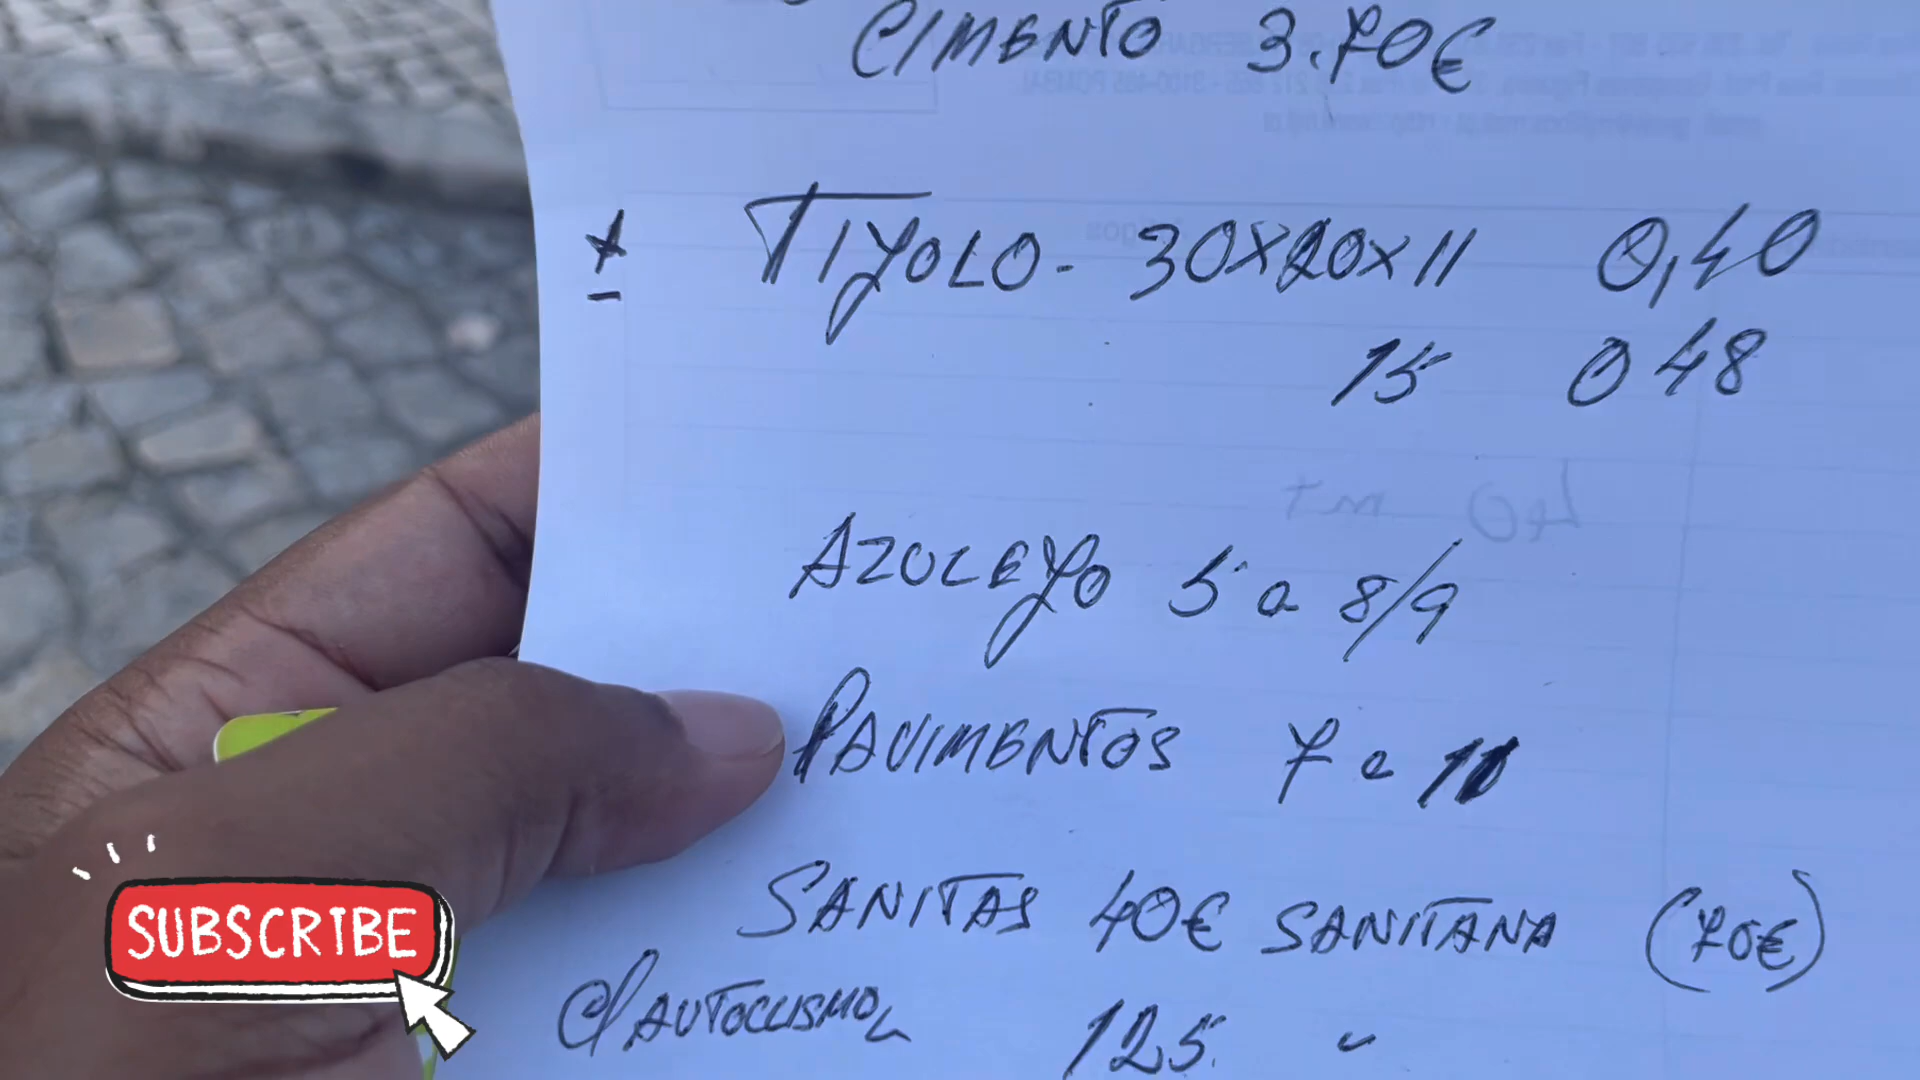 CIMENTO 3.70€
± TIJOLO - 30X20X11 0,40
15 0 48
AZULEJO 5 a 8/9
PAVIMENTOS 7 a 11
SANITAS 40€ SANITANA (70€)
C/AUTOCLISMO 125. "
SUBSCRIBE